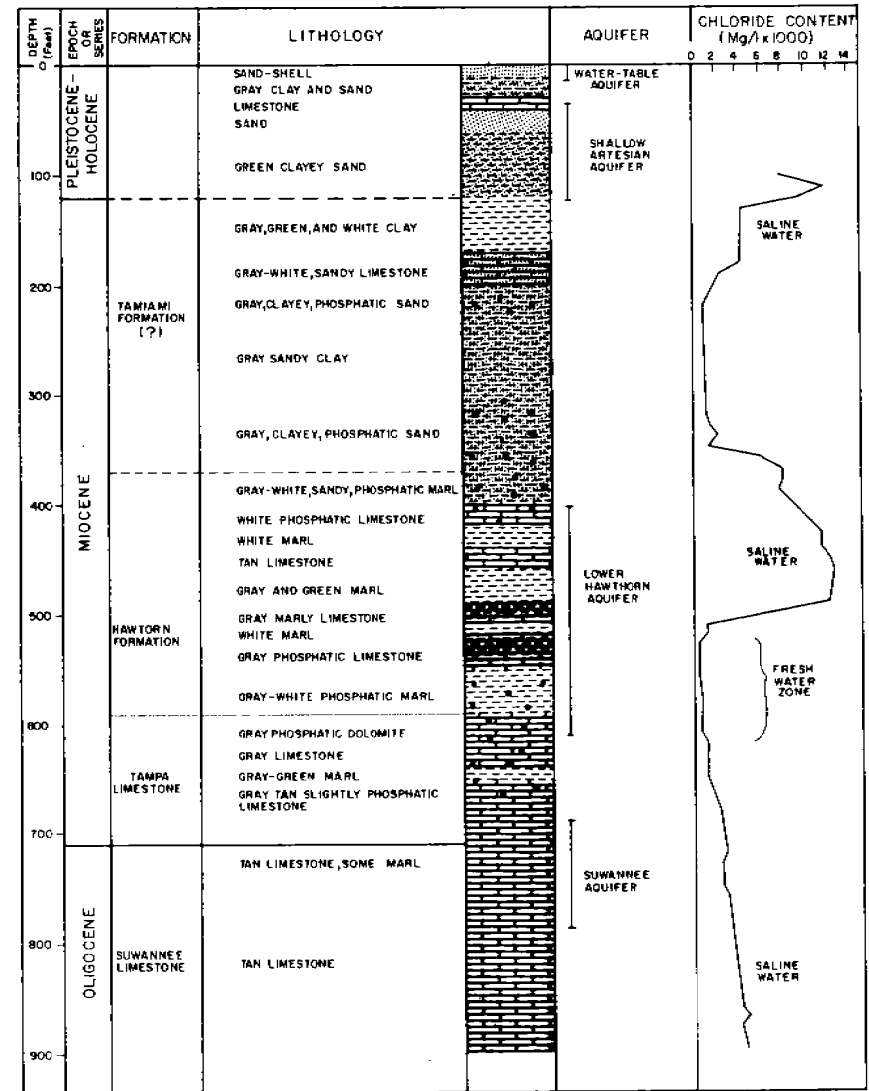 DEPTH
(Feet)
EPOCH
OR
SERIES
FORMATION
LITHOLOGY
AQUIFER
CHLORIDE CONTENT
(Mg/l x 1000)
0 2 4 6 8 10 12 14
0
100
200
300
400
500
600
700
800
900
PLEISTOCENE-
HOLOCENE
MIOCENE
OLIGOCENE
TAMIAMI
FORMATION
(?)
HAWTORN
FORMATION
TAMPA
LIMESTONE
SUWANNEE
LIMESTONE
SAND-SHELL
GRAY CLAY AND SAND
LIMESTONE
SAND
GREEN CLAYEY SAND
GRAY, GREEN, AND WHITE CLAY
GRAY-WHITE, SANDY LIMESTONE
GRAY, CLAYEY, PHOSPHATIC SAND
GRAY SANDY CLAY
GRAY, CLAYEY, PHOSPHATIC SAND
GRAY-WHITE, SANDY, PHOSPHATIC MARL
WHITE PHOSPHATIC LIMESTONE
WHITE MARL
TAN LIMESTONE
GRAY AND GREEN MARL
GRAY MARLY LIMESTONE
WHITE MARL
GRAY PHOSPHATIC LIMESTONE
GRAY-WHITE PHOSPHATIC MARL
GRAY PHOSPHATIC DOLOMITE
GRAY LIMESTONE
GRAY-GREEN MARL
GRAY TAN SLIGHTLY PHOSPHATIC
LIMESTONE
TAN LIMESTONE, SOME MARL
TAN LIMESTONE
WATER-TABLE
AQUIFER
SHALLOW
ARTESIAN
AQUIFER
LOWER
HAWTHORN
AQUIFER
SUWANNEE
AQUIFER
SALINE
WATER
SALINE
WATER
FRESH
WATER
ZONE
SALINE
WATER